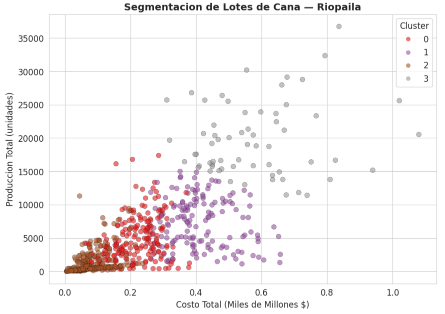 Segmentacion de Lotes de Cana — Riopaila
Cluster
0
1
2
3
Produccion Total (unidades)
35000
30000
25000
20000
15000
10000
5000
0
0.0 0.2 0.4 0.6 0.8 1.0
Costo Total (Miles de Millones $)